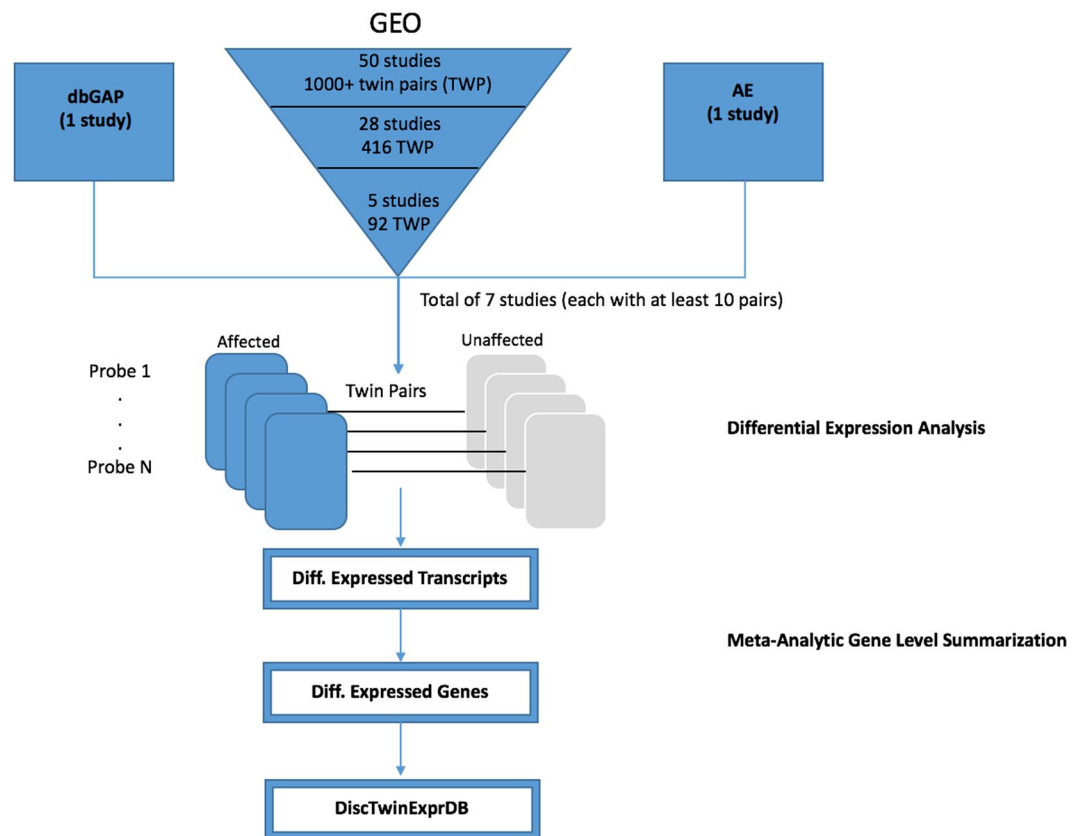 GEO
50 studies
1000+ twin pairs (TWP)
dbGAP
(1 study)
AE
(1 study)
28 studies
416 TWP
5 studies
92 TWP
Total of 7 studies (each with at least 10 pairs)
Affected
Unaffected
Probe 1
.
.
.
Probe N
Twin Pairs
Differential Expression Analysis
Diff. Expressed Transcripts
Meta-Analytic Gene Level Summarization
Diff. Expressed Genes
DiscTwinExprDB